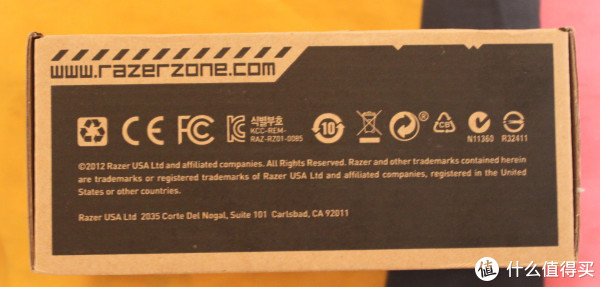 www.razerzone.com
CE FC 식별부호
KCC-REM-
RAZ-RZ01-0085
10
CB
N11360 R32411
©2012 Razer USA Ltd and affiliated companies. All Rights Reserved. Razer and other trademarks contained herein
are trademarks or registered trademarks of Razer USA Ltd and affiliated companies, registered in the United
States or other countries.
Razer USA Ltd 2035 Corte Del Nogal, Suite 101 Carlsbad, CA 92011
值 什么值得买